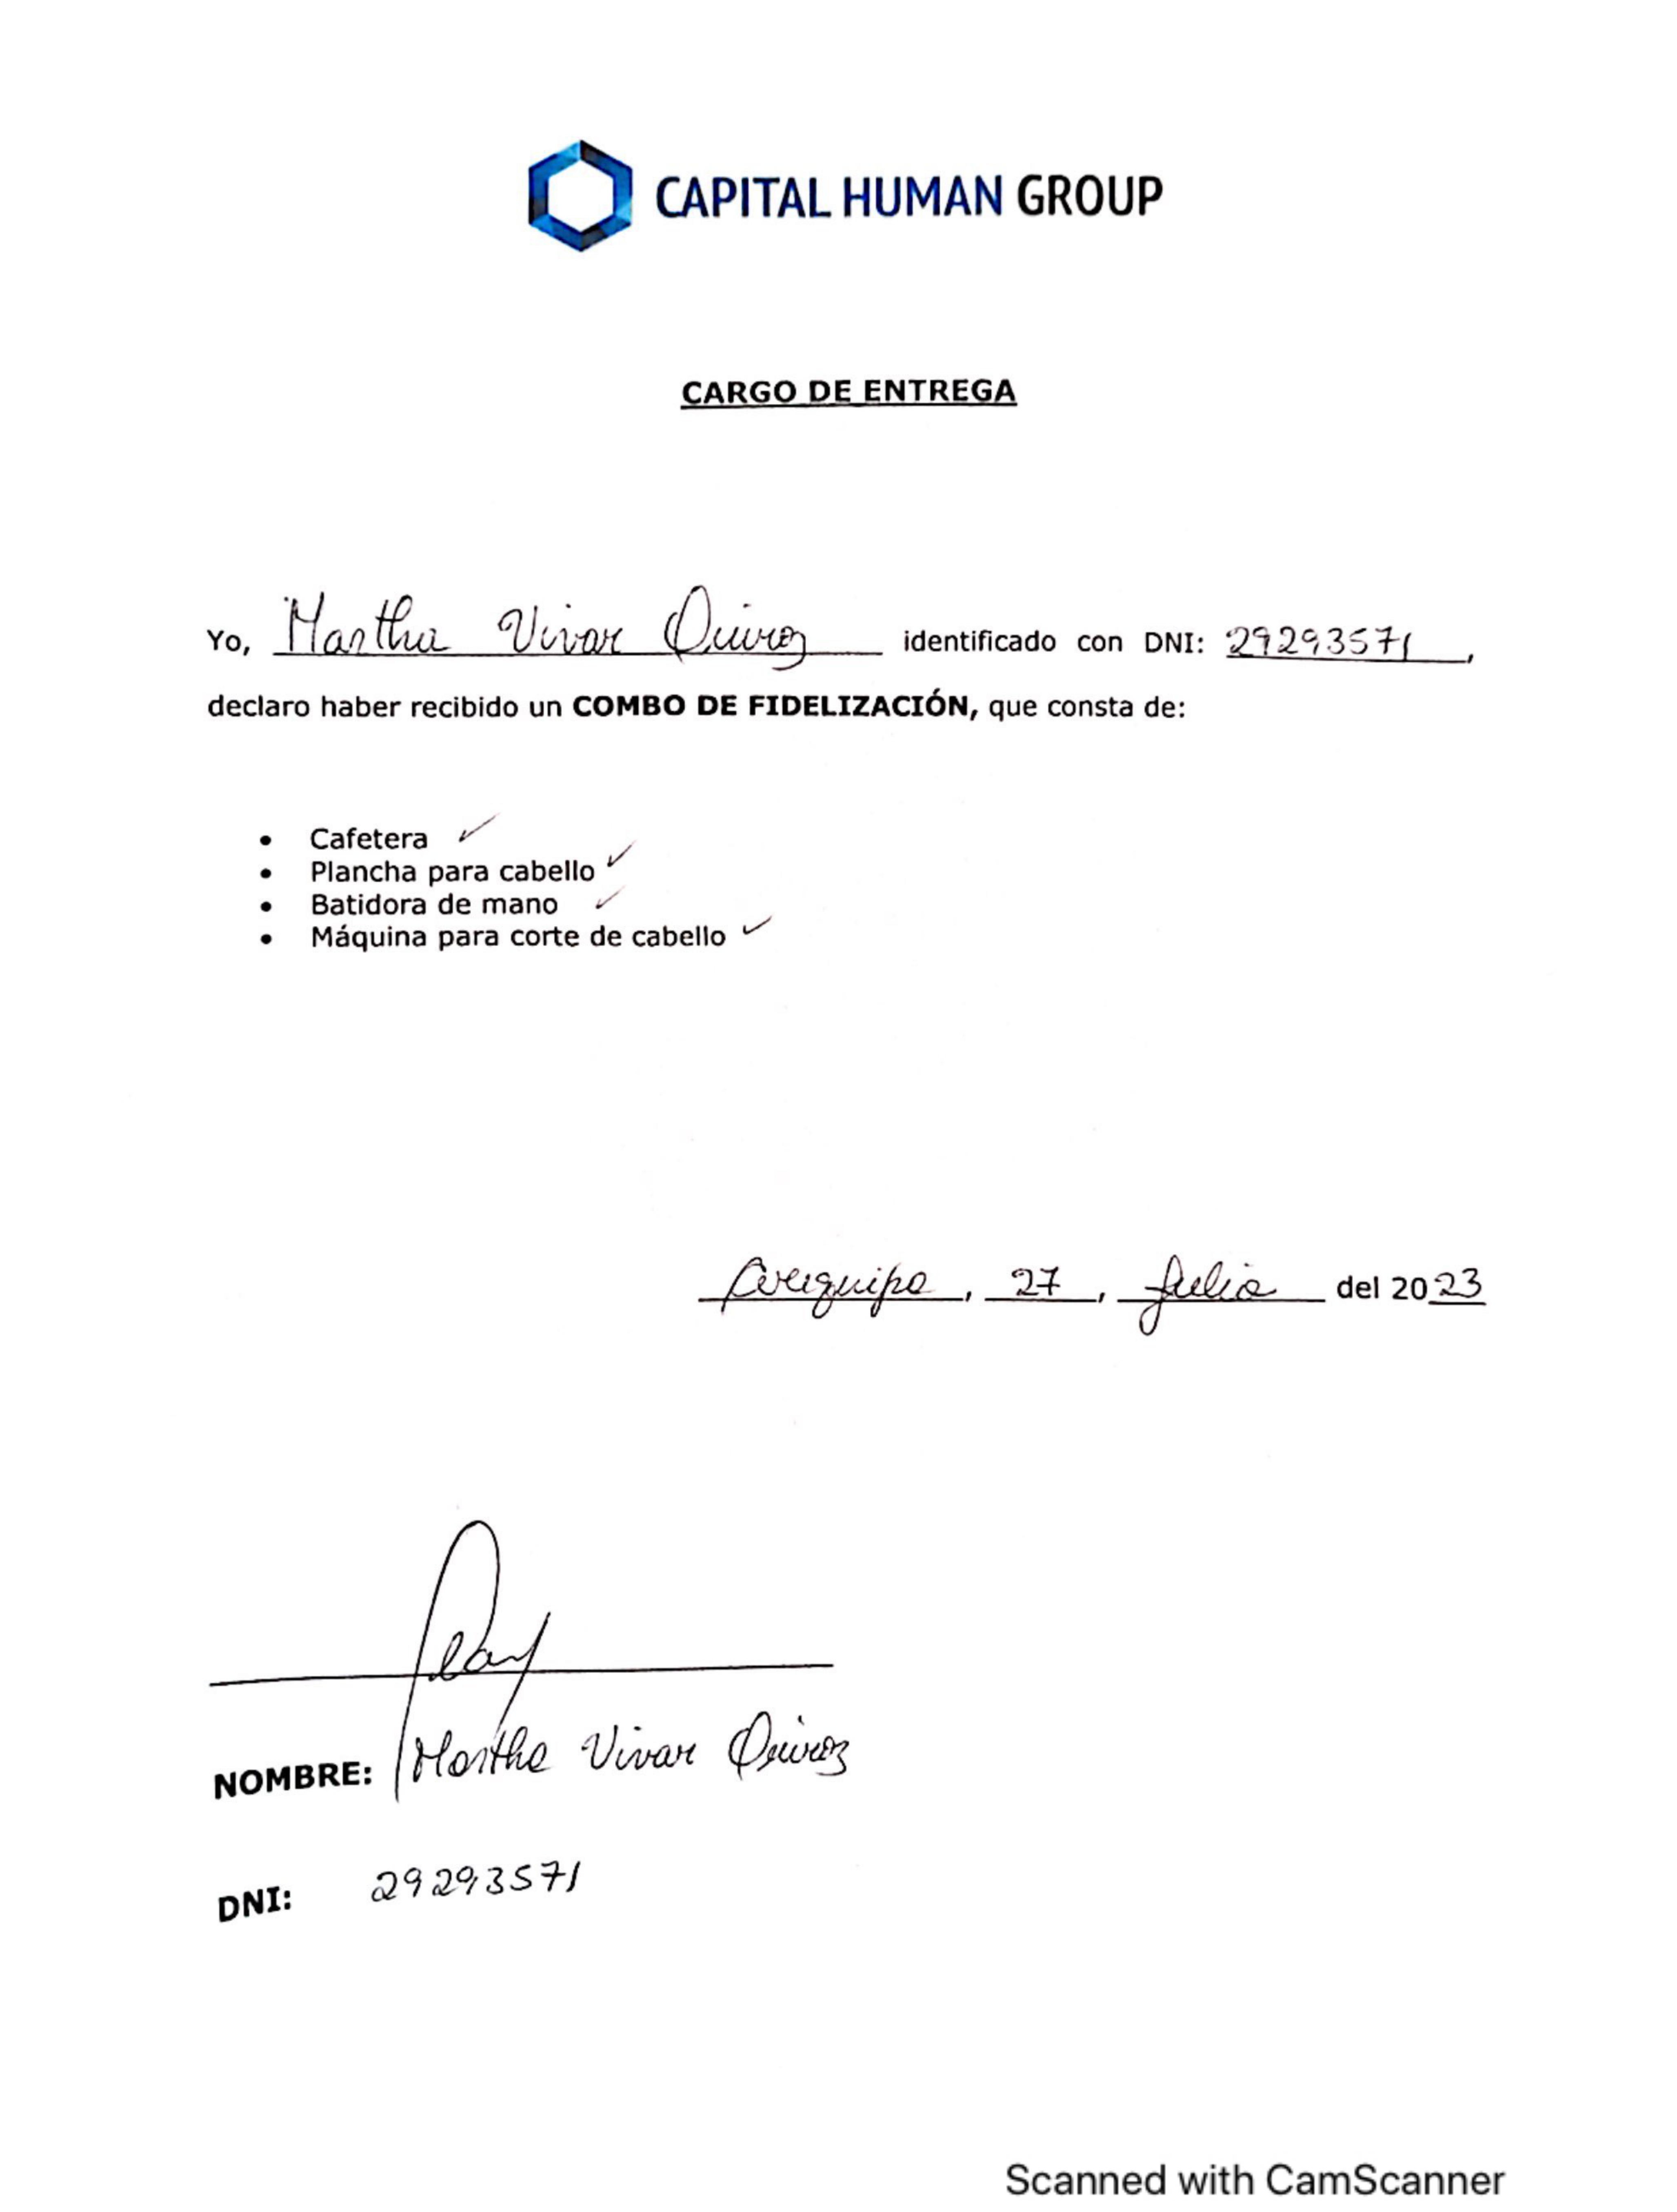 CAPITAL HUMAN GROUP
CARGO DE ENTREGA
Yo, Martha Vivar Quiroz identificado con DNI: 29293571,
declaro haber recibido un COMBO DE FIDELIZACIÓN, que consta de:
• Cafetera ✓
• Plancha para cabello ✓
• Batidora de mano ✓
• Máquina para corte de cabello ✓
Arequipa, 27, Julio del 2023
NOMBRE: Martha Vivar Quiroz
DNI: 29293571
Scanned with CamScanner